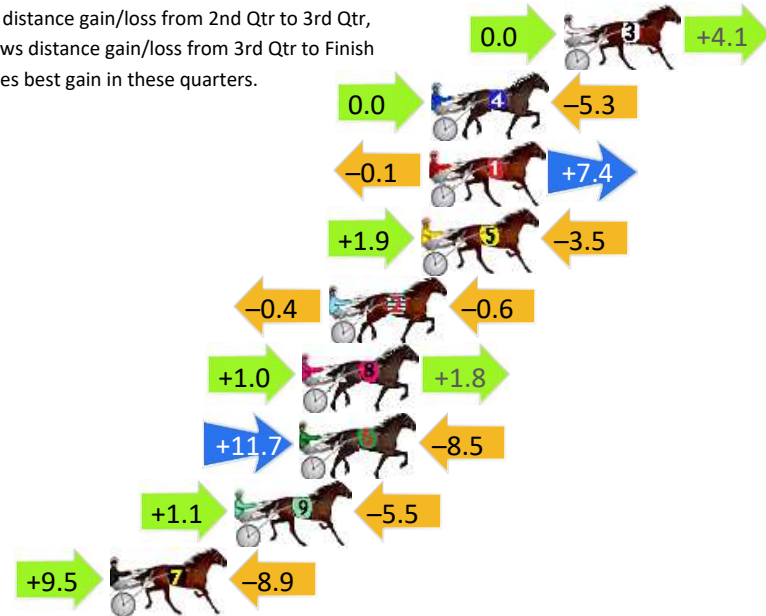 distance gain/loss from 2nd Qtr to 3rd Qtr,
ws distance gain/loss from 3rd Qtr to Finish
es best gain in these quarters.
0.0 3 +4.1
0.0 4 –5.3
–0.1 1 +7.4
+1.9 5 –3.5
–0.4 2 –0.6
+1.0 8 +1.8
+11.7 6 –8.5
+1.1 9 –5.5
+9.5 7 –8.9